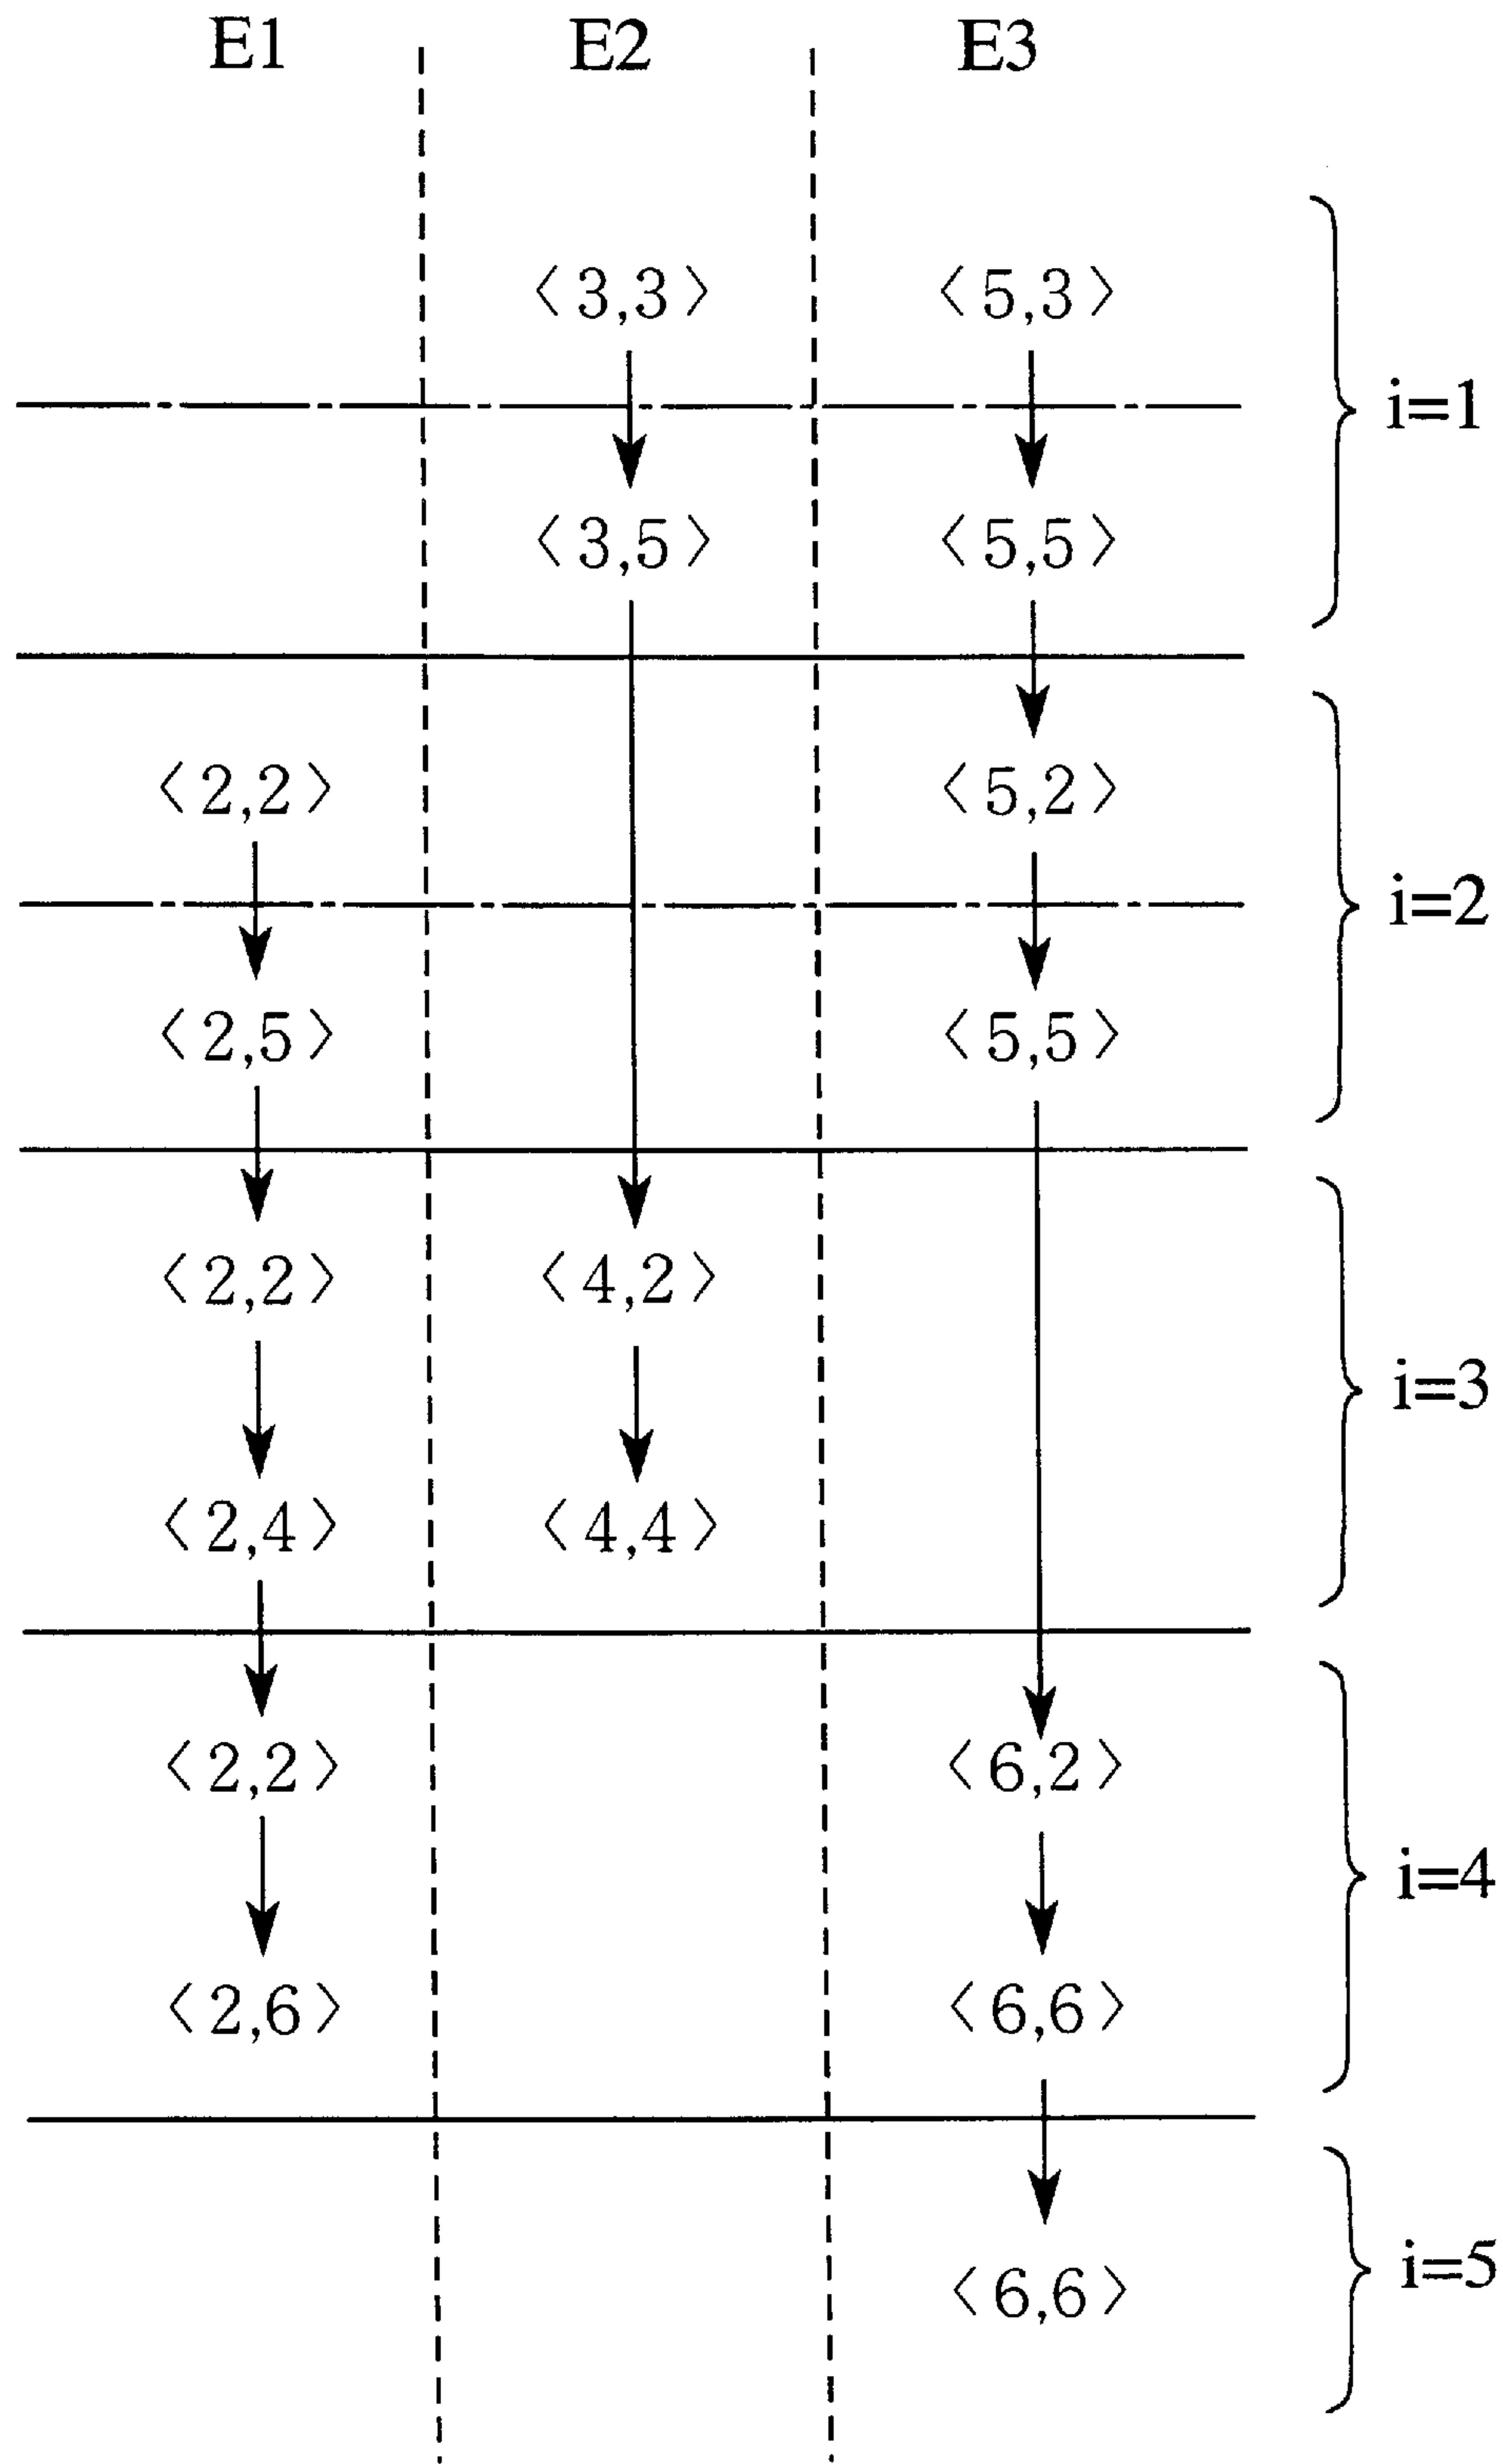 E1 E2 E3
〈3,3〉 〈5,3〉
i=1
〈3,5〉 〈5,5〉
〈2,2〉 〈5,2〉
i=2
〈2,5〉 〈5,5〉
〈2,2〉 〈4,2〉
i=3
〈2,4〉 〈4,4〉
〈2,2〉 〈6,2〉
i=4
〈2,6〉 〈6,6〉
i=5
〈6,6〉